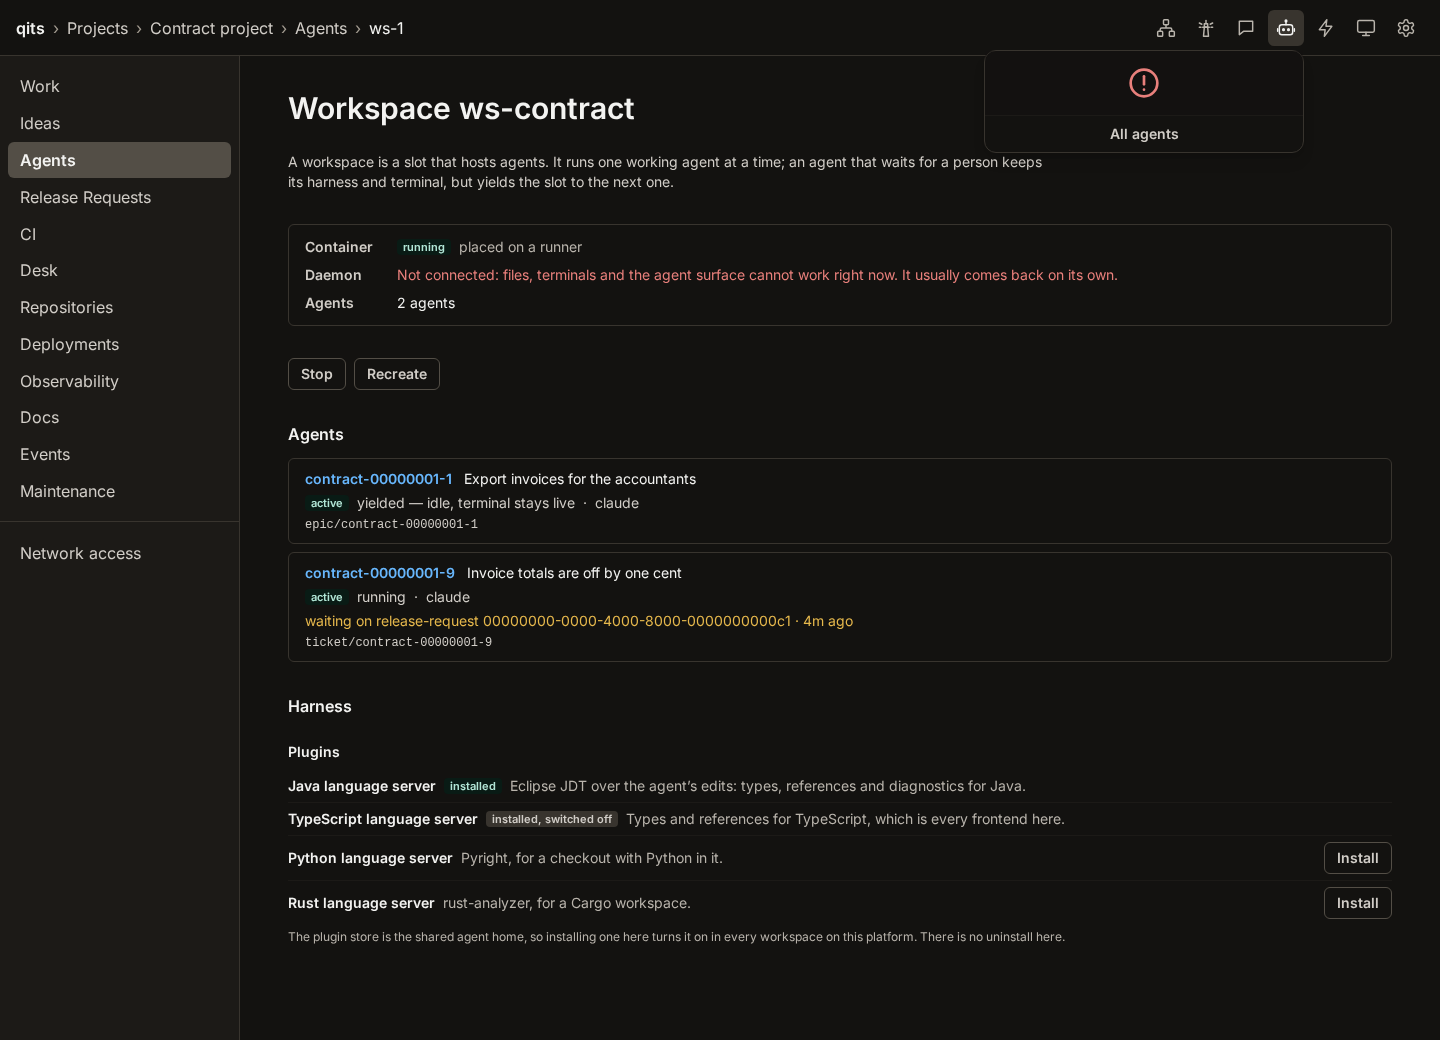 qits › Projects › Contract project › Agents › ws-1
All agents
Work
Ideas
Agents
Release Requests
CI
Desk
Repositories
Deployments
Observability
Docs
Events
Maintenance
Network access
Workspace ws-contract
A workspace is a slot that hosts agents. It runs one working agent at a time; an agent that waits for a person keeps
its harness and terminal, but yields the slot to the next one.
Container running placed on a runner
Daemon Not connected: files, terminals and the agent surface cannot work right now. It usually comes back on its own.
Agents 2 agents
Stop Recreate
Agents
contract-00000001-1 Export invoices for the accountants
active yielded — idle, terminal stays live · claude
epic/contract-00000001-1
contract-00000001-9 Invoice totals are off by one cent
active running · claude
waiting on release-request 00000000-0000-4000-8000-0000000000c1 · 4m ago
ticket/contract-00000001-9
Harness
Plugins
Java language server installed Eclipse JDT over the agent’s edits: types, references and diagnostics for Java.
TypeScript language server installed, switched off Types and references for TypeScript, which is every frontend here.
Python language server Pyright, for a checkout with Python in it. Install
Rust language server rust-analyzer, for a Cargo workspace. Install
The plugin store is the shared agent home, so installing one here turns it on in every workspace on this platform. There is no uninstall here.